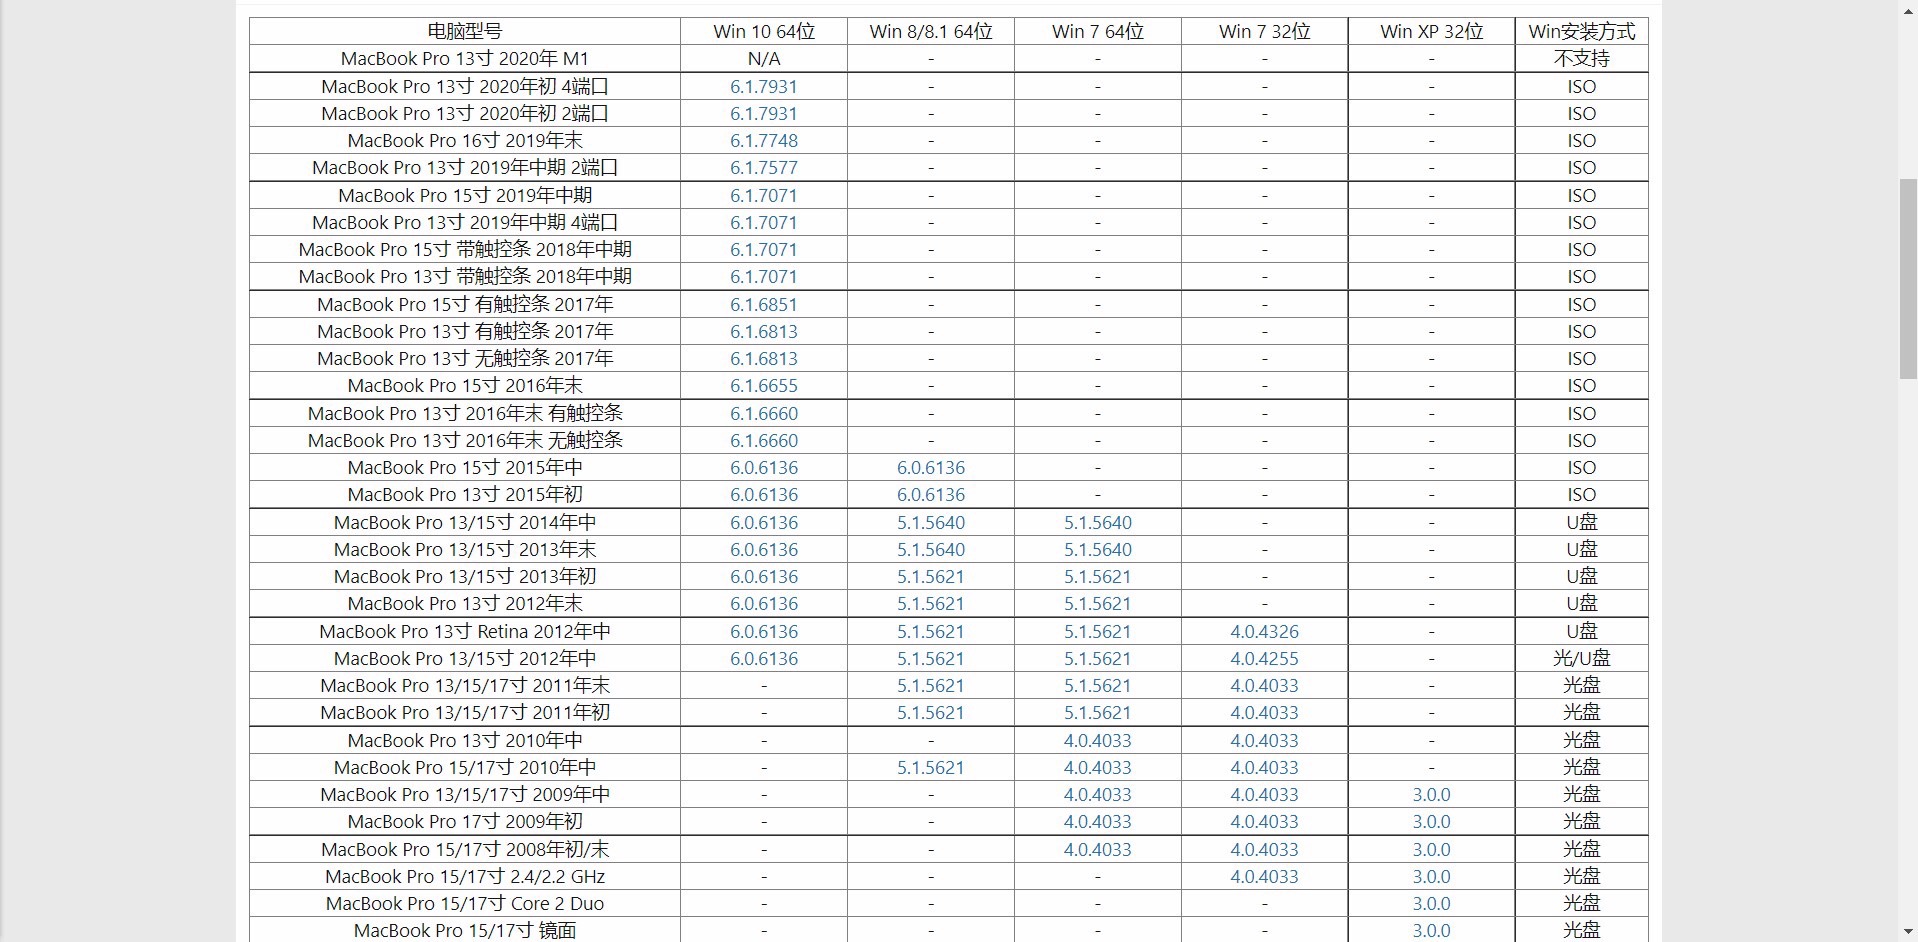 电脑型号 Win 10 64位 Win 8/8.1 64位 Win 7 64位 Win 7 32位 Win XP 32位 Win安装方式
MacBook Pro 13寸 2020年 M1 N/A - - - - 不支持
MacBook Pro 13寸 2020年初 4端口 6.1.7931 - - - - ISO
MacBook Pro 13寸 2020年初 2端口 6.1.7931 - - - - ISO
MacBook Pro 16寸 2019年末 6.1.7748 - - - - ISO
MacBook Pro 13寸 2019年中期 2端口 6.1.7577 - - - - ISO
MacBook Pro 15寸 2019年中期 6.1.7071 - - - - ISO
MacBook Pro 13寸 2019年中期 4端口 6.1.7071 - - - - ISO
MacBook Pro 15寸 带触控条 2018年中期 6.1.7071 - - - - ISO
MacBook Pro 13寸 带触控条 2018年中期 6.1.7071 - - - - ISO
MacBook Pro 15寸 有触控条 2017年 6.1.6851 - - - - ISO
MacBook Pro 13寸 有触控条 2017年 6.1.6813 - - - - ISO
MacBook Pro 13寸 无触控条 2017年 6.1.6813 - - - - ISO
MacBook Pro 15寸 2016年末 6.1.6655 - - - - ISO
MacBook Pro 13寸 2016年末 有触控条 6.1.6660 - - - - ISO
MacBook Pro 13寸 2016年末 无触控条 6.1.6660 - - - - ISO
MacBook Pro 15寸 2015年中 6.0.6136 6.0.6136 - - - ISO
MacBook Pro 13寸 2015年初 6.0.6136 6.0.6136 - - - ISO
MacBook Pro 13/15寸 2014年中 6.0.6136 5.1.5640 5.1.5640 - - U盘
MacBook Pro 13/15寸 2013年末 6.0.6136 5.1.5640 5.1.5640 - - U盘
MacBook Pro 13/15寸 2013年初 6.0.6136 5.1.5621 5.1.5621 - - U盘
MacBook Pro 13寸 2012年末 6.0.6136 5.1.5621 5.1.5621 - - U盘
MacBook Pro 13寸 Retina 2012年中 6.0.6136 5.1.5621 5.1.5621 4.0.4326 - U盘
MacBook Pro 13/15寸 2012年中 6.0.6136 5.1.5621 5.1.5621 4.0.4255 - 光/U盘
MacBook Pro 13/15/17寸 2011年末 - 5.1.5621 5.1.5621 4.0.4033 - 光盘
MacBook Pro 13/15/17寸 2011年初 - 5.1.5621 5.1.5621 4.0.4033 - 光盘
MacBook Pro 13寸 2010年中 - - 4.0.4033 4.0.4033 - 光盘
MacBook Pro 15/17寸 2010年中 - 5.1.5621 4.0.4033 4.0.4033 - 光盘
MacBook Pro 13/15/17寸 2009年中 - - 4.0.4033 4.0.4033 3.0.0 光盘
MacBook Pro 17寸 2009年初 - - 4.0.4033 4.0.4033 3.0.0 光盘
MacBook Pro 15/17寸 2008年初/末 - - 4.0.4033 4.0.4033 3.0.0 光盘
MacBook Pro 15/17寸 2.4/2.2 GHz - - - 4.0.4033 3.0.0 光盘
MacBook Pro 15/17寸 Core 2 Duo - - - - 3.0.0 光盘
MacBook Pro 15/17寸 镜面 - - - - 3.0.0 光盘